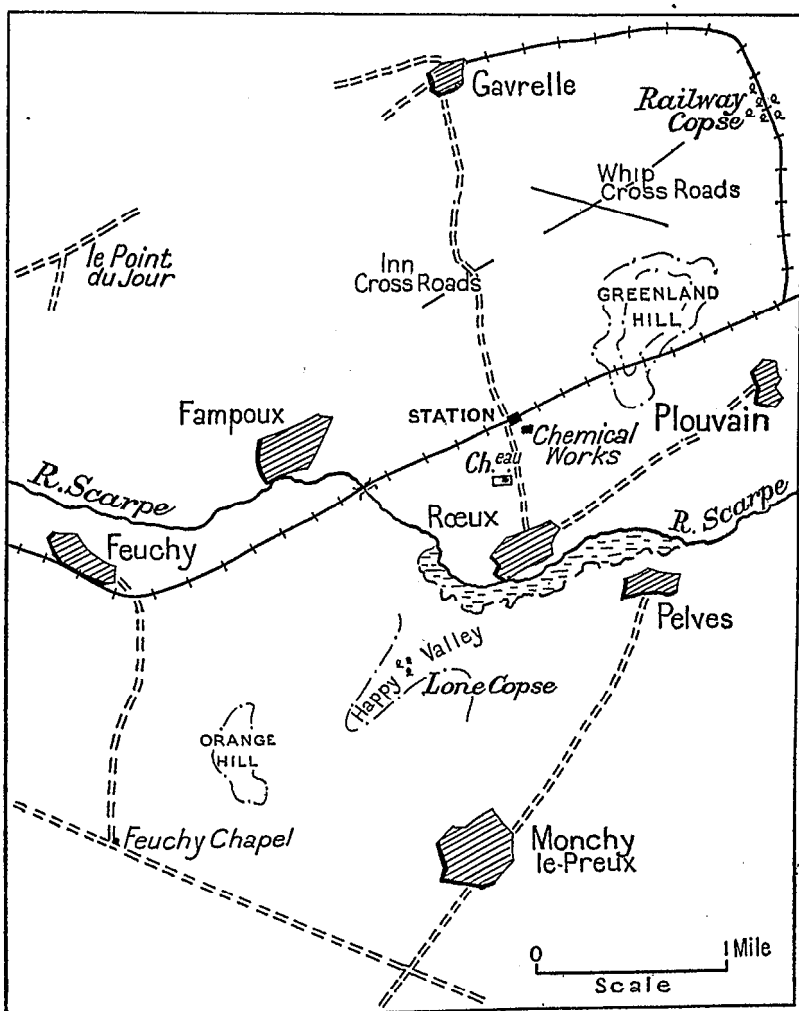 Gavrelle
Railway
Copse
Whip
Cross Roads
le Point
du Jour
Inn
Cross Roads
GREENLAND
HILL
Fampoux
STATION
Plouvain
Chemical
Works
Ch.eau
R. Scarpe
Rœux
R. Scarpe
Feuchy
Pelves
Happy Valley
Lone Copse
ORANGE
HILL
Feuchy Chapel
Monchy
le-Preux
0 1 Mile
Scale